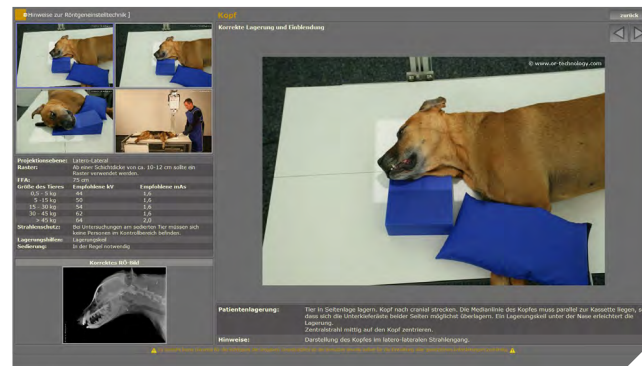 Hinweise zur Röntgeneinstelltechnik ]
Kopf
zurück
Korrekte Lagerung und Einblendung
© www.or-technology.com
Projektionsebene: Latero-Lateral
Raster: Ab einer Schichtdicke von ca. 10-12 cm sollte ein
Raster verwendet werden.
FFA: 75 cm
Größe des Tieres Empfohlene kV Empfohlene mAs
0,5 - 5 kg 44 1,6
5 -15 kg 50 1,6
15 - 30 kg 54 1,6
30 - 45 kg 62 1,6
> 45 kg 64 2,0
Strahlenschutz: Bei Untersuchungen am sedierten Tier müssen sich
keine Personen im Kontrollbereich befinden.
Lagerungshilfen: Lagerungskeil
Sedierung: In der Regel notwendig
Korrektes RÖ-Bild
Patientenlagerung: Tier in Seitenlage lagern. Kopf nach cranial strecken. Die Medianlinie des Kopfes muss parallel zur Kassette liegen, s
dass sich die Unterkieferäste beider Seiten möglichst überlagern. Ein Lagerungskeil unter der Nase erleichtert die
Lagerung.
Zentralstrahl mittig auf den Kopf zentrieren.
Hinweise: Darstellung des Kopfes im latero-lateralen Strahlengang.